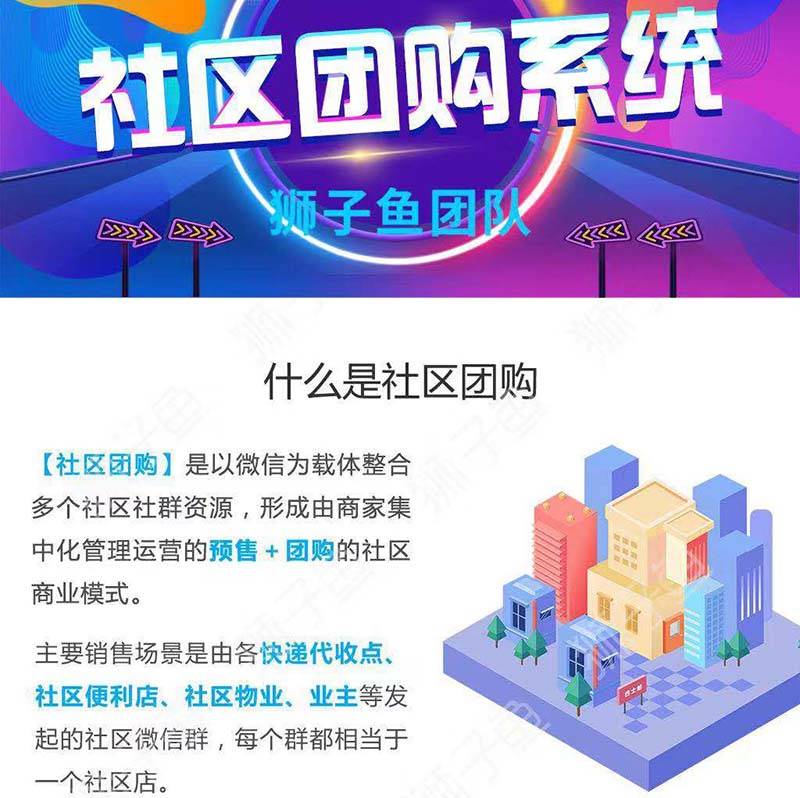 社区团购系统
狮子鱼团队
什么是社区团购
【社区团购】是以微信为载体整合
多个社区社群资源，形成由商家集
中化管理运营的预售 + 团购的社区
商业模式。
主要销售场景是由各快递代收点、
社区便利店、社区物业、业主等发
起的社区微信群，每个群都相当于
一个社区店。
狮子鱼